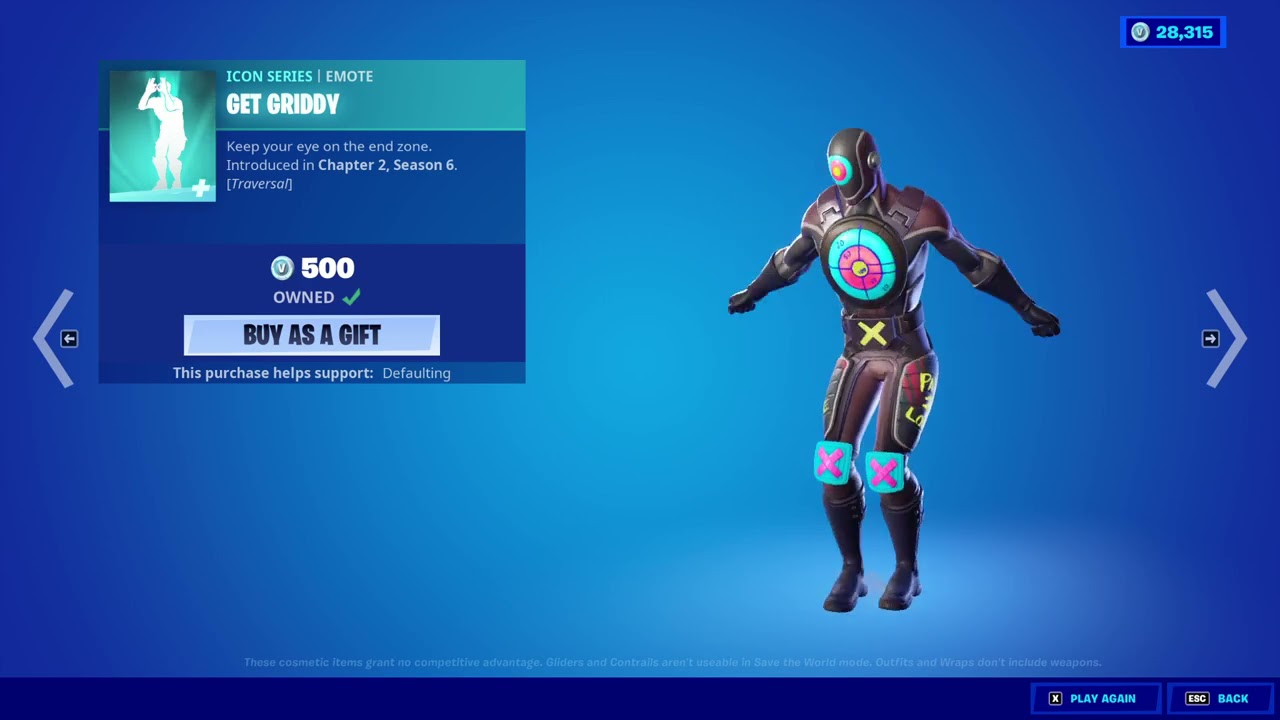 28,315
ICON SERIES | EMOTE
GET GRIDDY
Keep your eye on the end zone.
Introduced in Chapter 2, Season 6.
[Traversal]
500
OWNED
BUY AS A GIFT
This purchase helps support: Defaulting
These cosmetic items grant no competitive advantage. Gliders and Contrails aren't useable in Save the World mode. Outfits and Wraps don't include weapons.
X PLAY AGAIN
ESC BACK